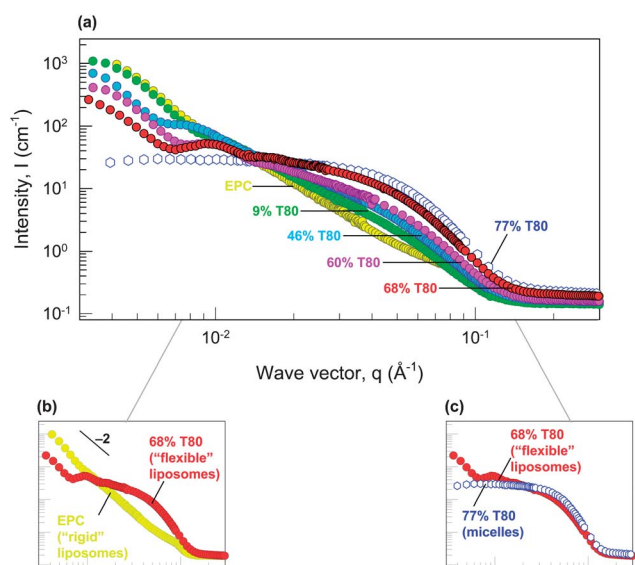 (a)
10³
10²
10¹
10⁰
10⁻¹
Intensity, I (cm⁻¹)
EPC
9% T80
46% T80
60% T80
68% T80
77% T80
10⁻²
10⁻¹
Wave vector, q (Å⁻¹)
(b)
–2
68% T80
("flexible"
liposomes)
EPC
("rigid"
liposomes)
(c)
68% T80
("flexible"
liposomes)
77% T80
(micelles)